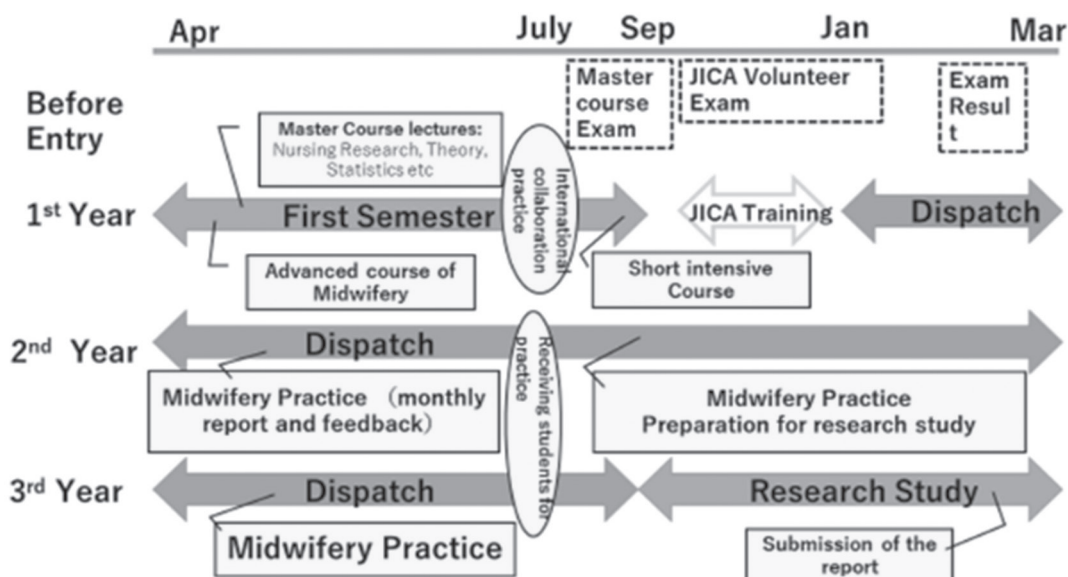 Apr July Sep Jan Mar
Before
Entry
Master
course
Exam
JICA Volunteer
Exam
Exam
Resul
t
Master Course lectures:
Nursing Research, Theory,
Statistics etc
1st Year
First Semester
International
collaboration
practice
JICA Training
Dispatch
Advanced course of
Midwifery
Short intensive
Course
2nd Year
Dispatch
Receiving students for
practice
Midwifery Practice （monthly
report and feedback）
Midwifery Practice
Preparation for research study
3rd Year
Dispatch
Research Study
Midwifery Practice
Submission of the
report